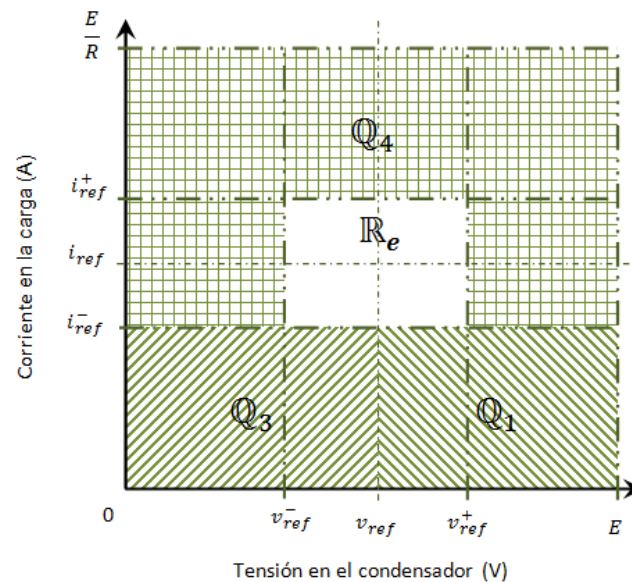 E
R
Corriente en la carga (A)
i⁺ref
iref
i⁻ref
ℚ4
ℝe
ℚ3
ℚ1
0
v⁻ref
vref
v⁺ref
E
Tensión en el condensador (V)